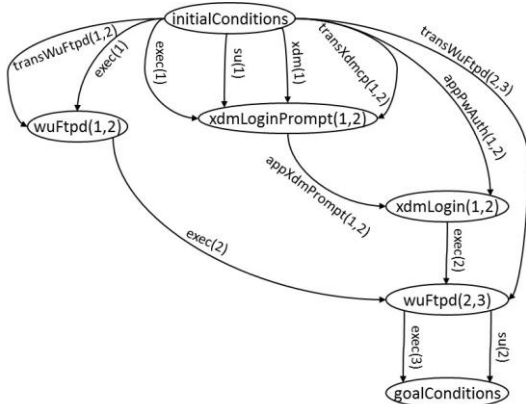 initialConditions
transWuFtpd(1,2)
exec(1)
exec(1)
su(1)
xdm(1)
transXdmcp(1,2)
transWuFtpd(2,3)
appPwAuth(1,2)
wuFtpd(1,2)
xdmLoginPrompt(1,2)
appXdmPrompt(1,2)
xdmLogin(1,2)
exec(2)
exec(2)
wuFtpd(2,3)
exec(3)
su(2)
goalConditions